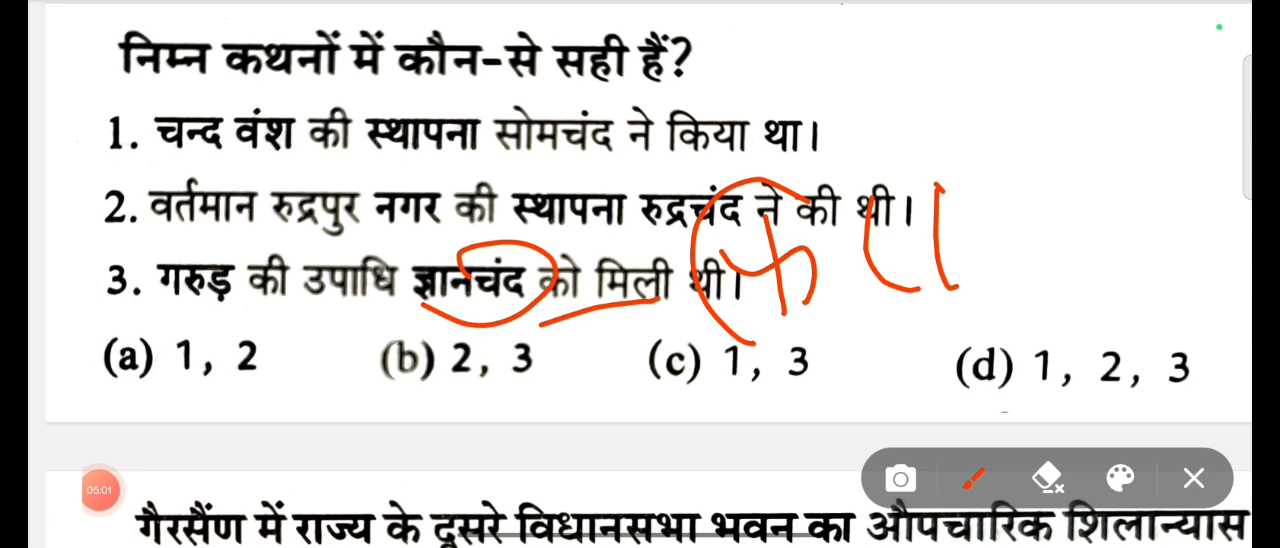 निम्न कथनों में कौन-से सही हैं?
1. चन्द वंश की स्थापना सोमचंद ने किया था।
2. वर्तमान रुद्रपुर नगर की स्थापना रुद्रचंद ने की थी।
3. गरुड़ की उपाधि ज्ञानचंद को मिली थी।
(a) 1, 2 (b) 2, 3 (c) 1, 3 (d) 1, 2, 3
05:01
गैरसैंण में राज्य के दूसरे विधानसभा भवन का औपचारिक शिलान्यास